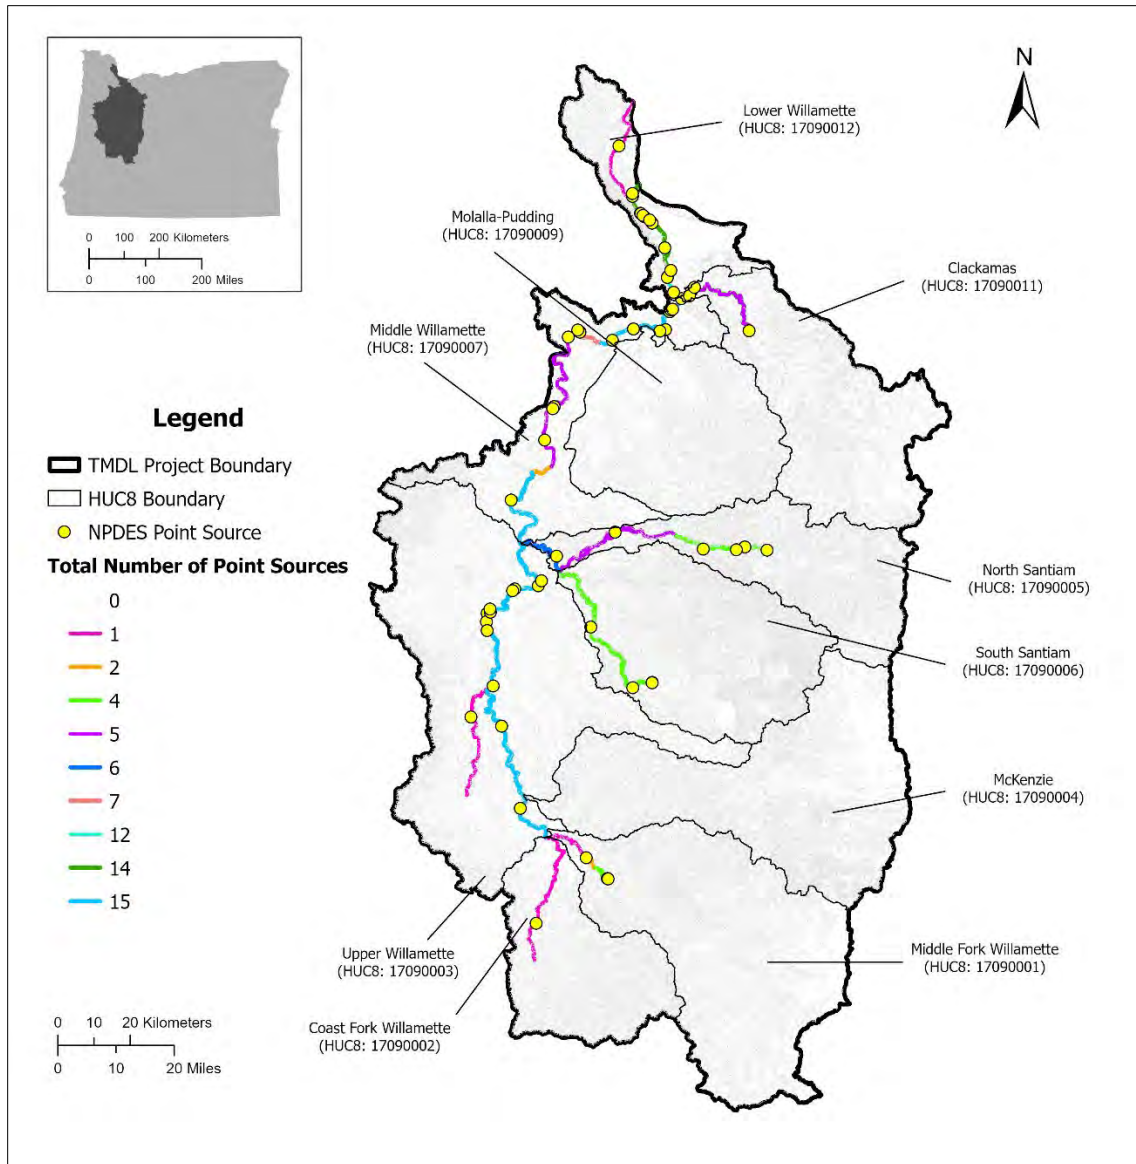 N
0 100 200 Kilometers
0 100 200 Miles
Lower Willamette
(HUC8: 17090012)
Molalla-Pudding
(HUC8: 17090009)
Clackamas
(HUC8: 17090011)
Middle Willamette
(HUC8: 17090007)
Legend
TMDL Project Boundary
HUC8 Boundary
NPDES Point Source
Total Number of Point Sources
0
1
2
4
5
6
7
12
14
15
North Santiam
(HUC8: 17090005)
South Santiam
(HUC8: 17090006)
McKenzie
(HUC8: 17090004)
Upper Willamette
(HUC8: 17090003)
Middle Fork Willamette
(HUC8: 17090001)
Coast Fork Willamette
(HUC8: 17090002)
0 10 20 Kilometers
0 10 20 Miles